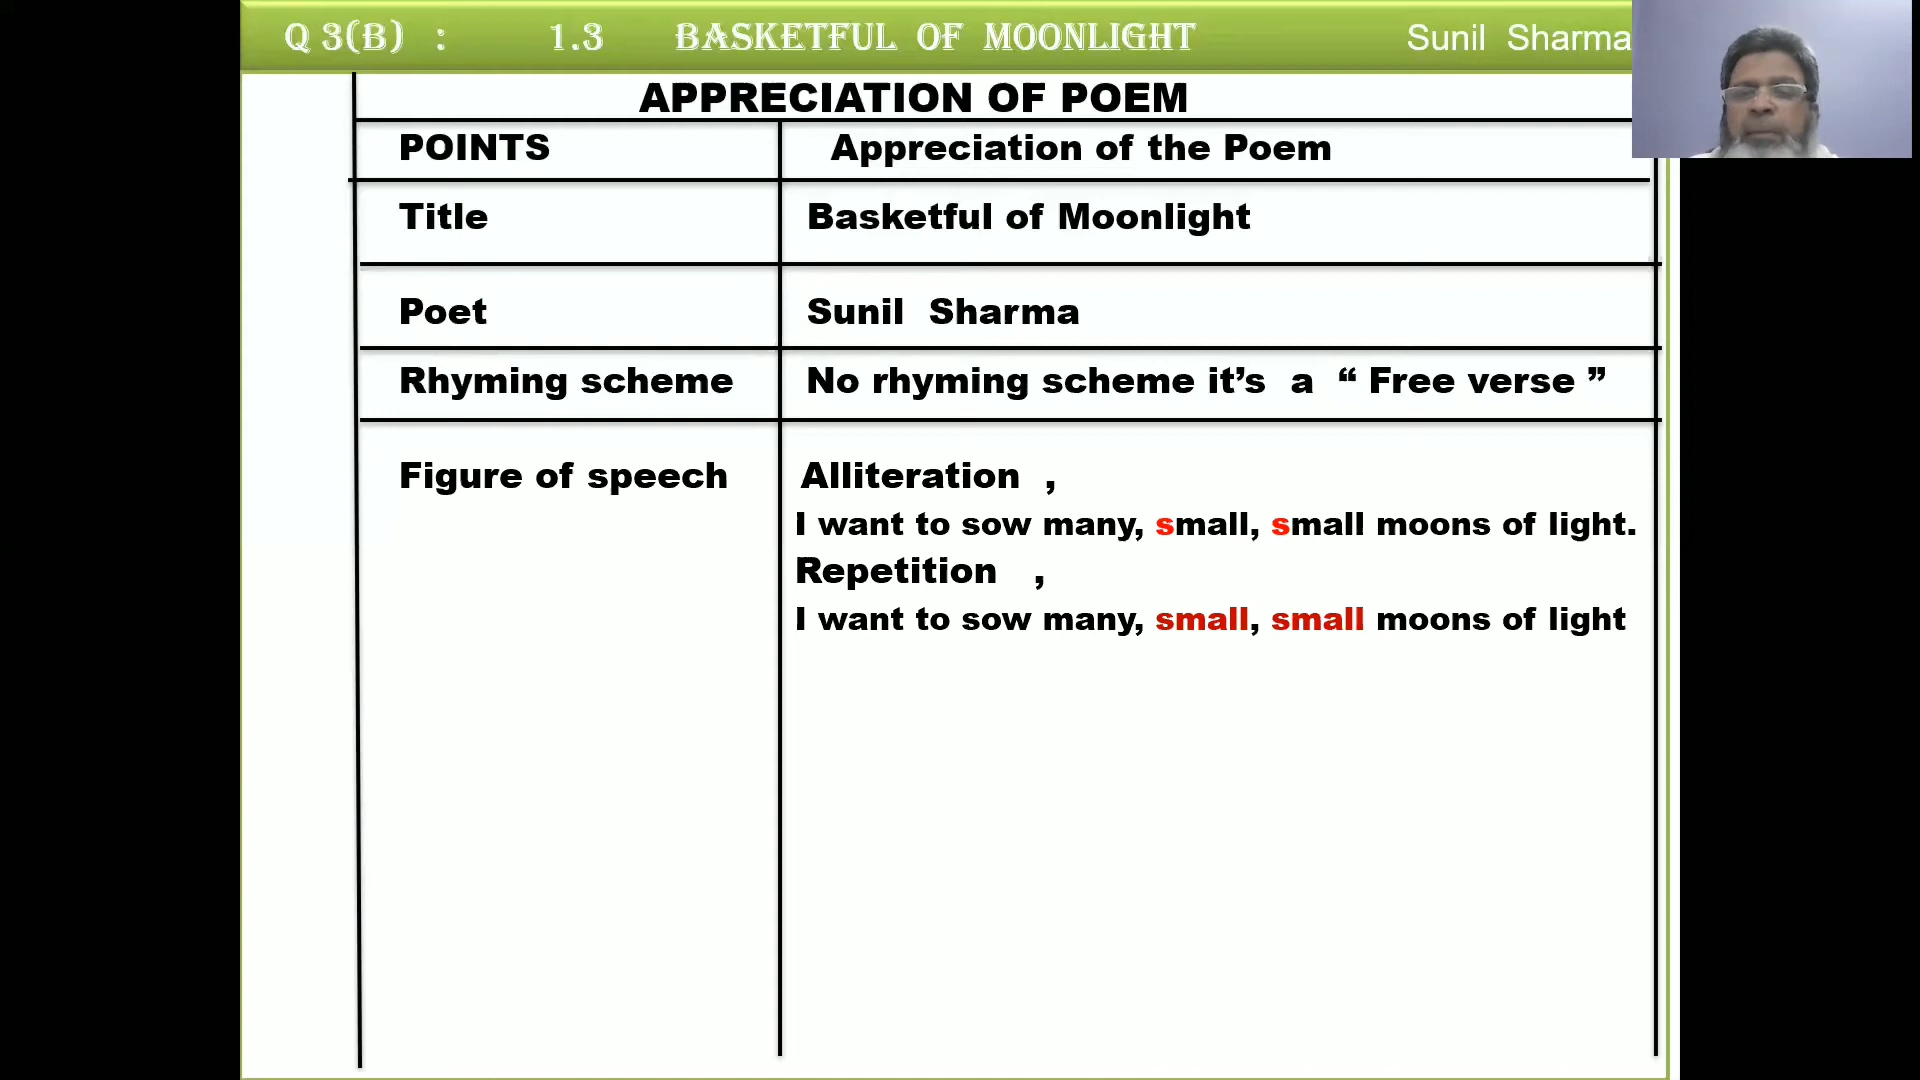 Q 3(B) : 1.3 BASKETFUL OF MOONLIGHT Sunil Sharma
APPRECIATION OF POEM
POINTS Appreciation of the Poem
Title Basketful of Moonlight
Poet Sunil Sharma
Rhyming scheme No rhyming scheme it’s a “ Free verse ”
Figure of speech Alliteration ,
I want to sow many, small, small moons of light.
Repetition ,
I want to sow many, small, small moons of light